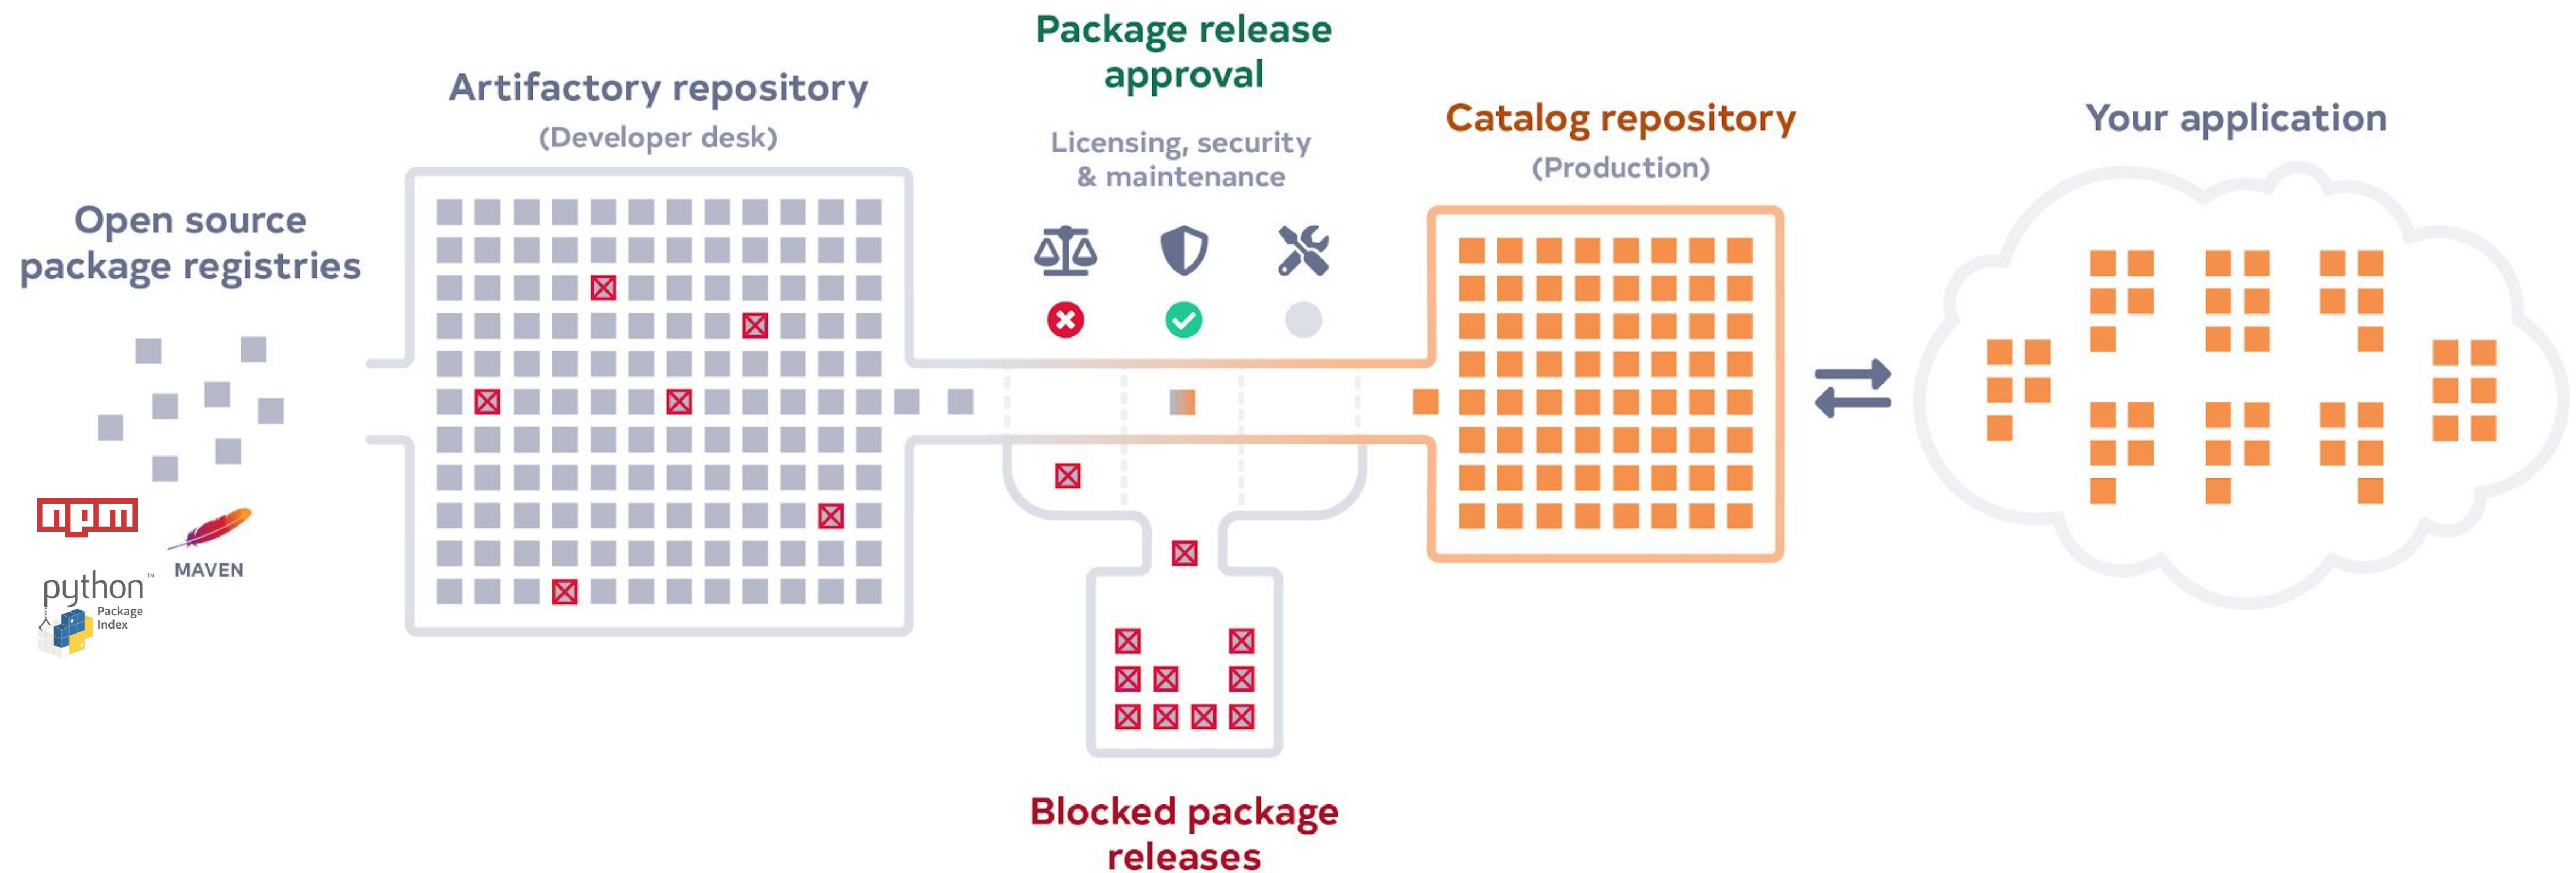 Open source
package registries
npm
MAVEN
python™
Package
Index
Artifactory repository
(Developer desk)
Package release
approval
Licensing, security
& maintenance
Blocked package
releases
Catalog repository
(Production)
Your application